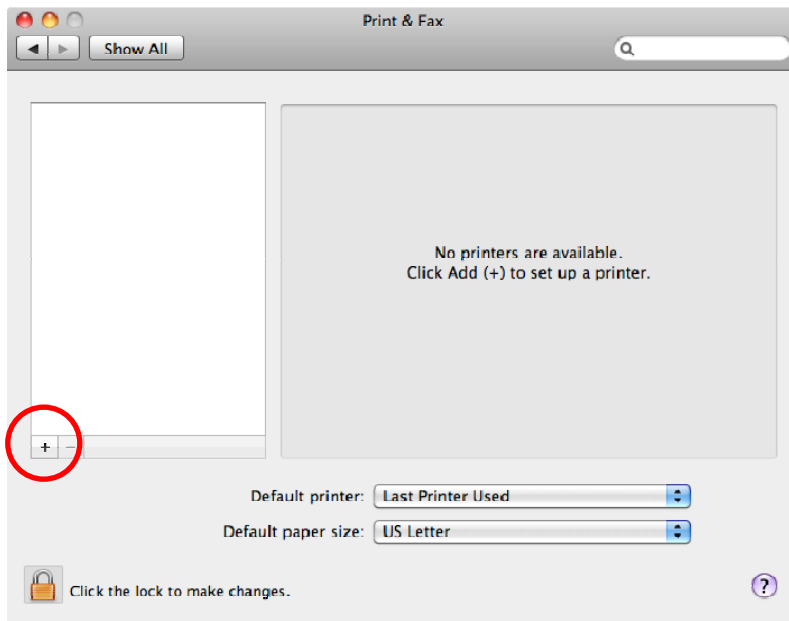 Print & Fax
Show All
No printers are available.
Click Add (+) to set up a printer.
+ −
Default printer: Last Printer Used
Default paper size: US Letter
Click the lock to make changes.
?